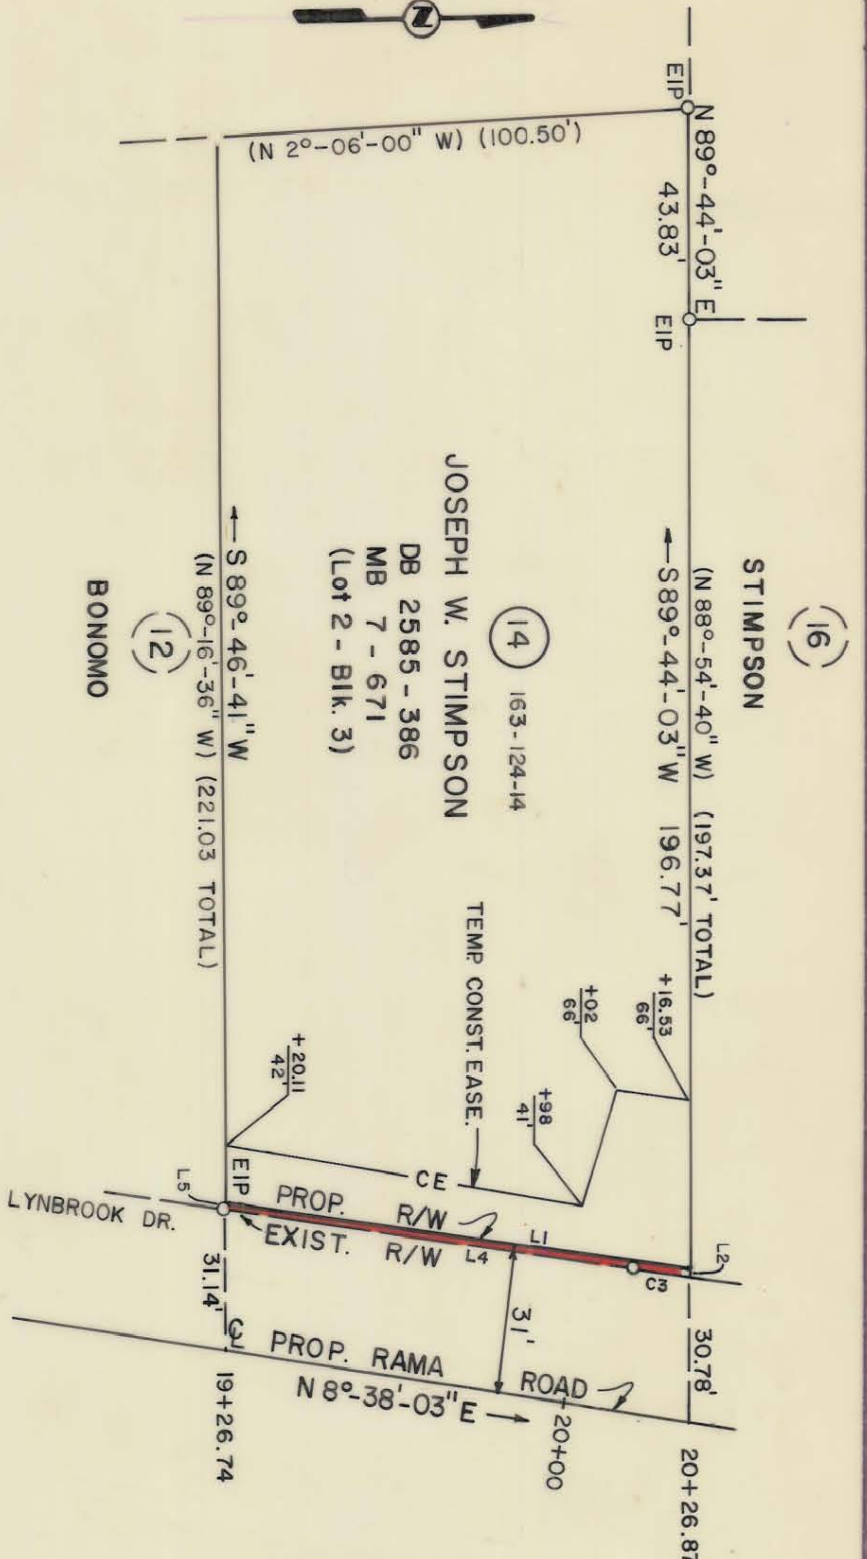 N
EIP
N 89°-44'-03" E
43.83'
EIP
(N 2°-06'-00" W) (100.50')
16
STIMPSON
(N 88°-54'-40" W) (197.37' TOTAL)
S 89°-44'-03" W 196.77'
14 163-124-14
JOSEPH W. STIMPSON
DB 2585-386
MB 7-671
(Lot 2 - Blk. 3)
S 89°-46'-41" W
(N 89°-16'-36" W) (221.03 TOTAL)
12
BONOMO
+16.53
66'
+02
66'
+98
41'
+20.11
42'
TEMP. CONST. EASE.
CE
EIP
L5
PROP. R/W
EXIST. R/W
L4
L1
C3
L2
LYNBROOK DR.
31.14'
31'
30.78'
℄ PROP. RAMA ROAD
N 8°-38'-03" E
19+26.74
20+00
20+26.87